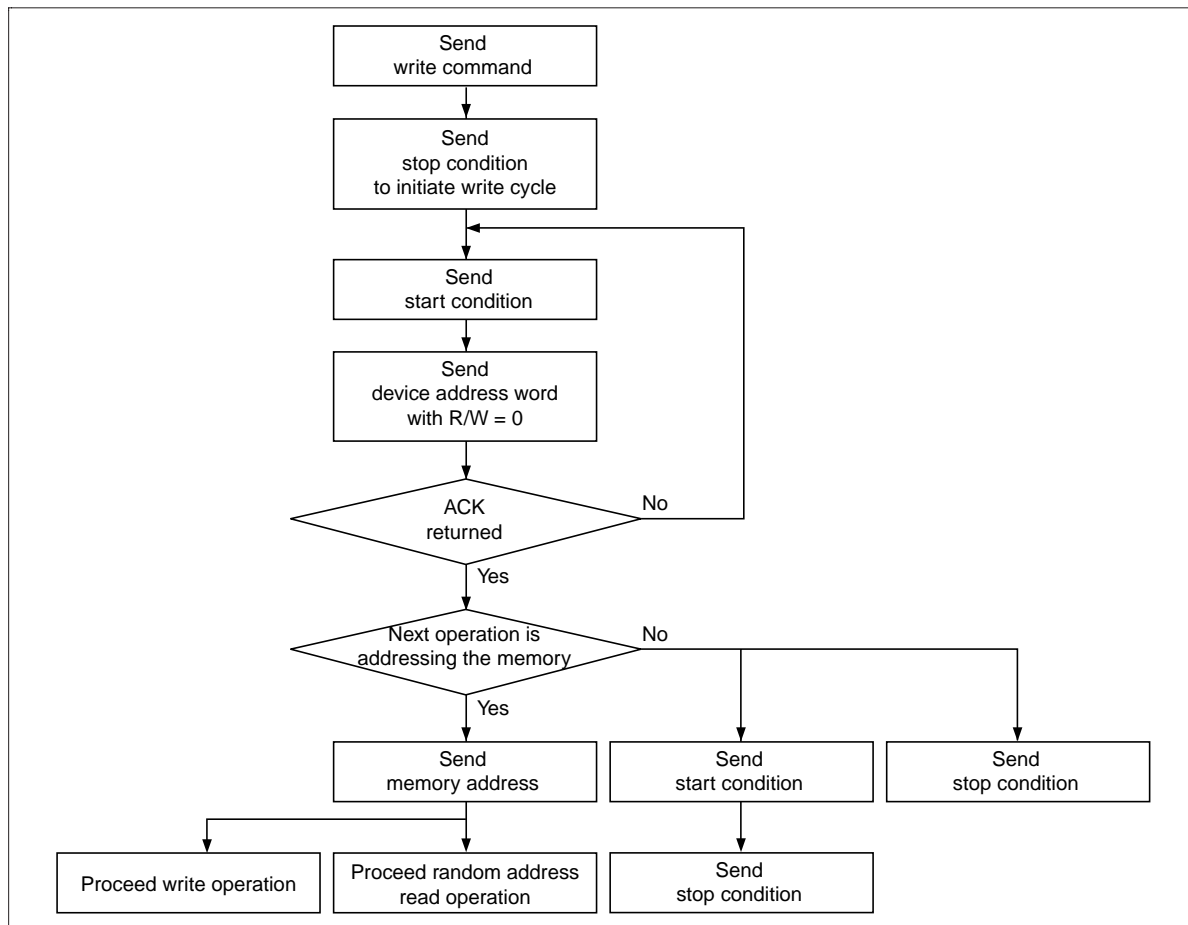 Send
write command
Send
stop condition
to initiate write cycle
Send
start condition
Send
device address word
with R/W = 0
ACK
returned
No
Yes
Next operation is
addressing the memory
No
Yes
Send
memory address
Send
start condition
Send
stop condition
Proceed write operation
Proceed random address
read operation
Send
stop condition